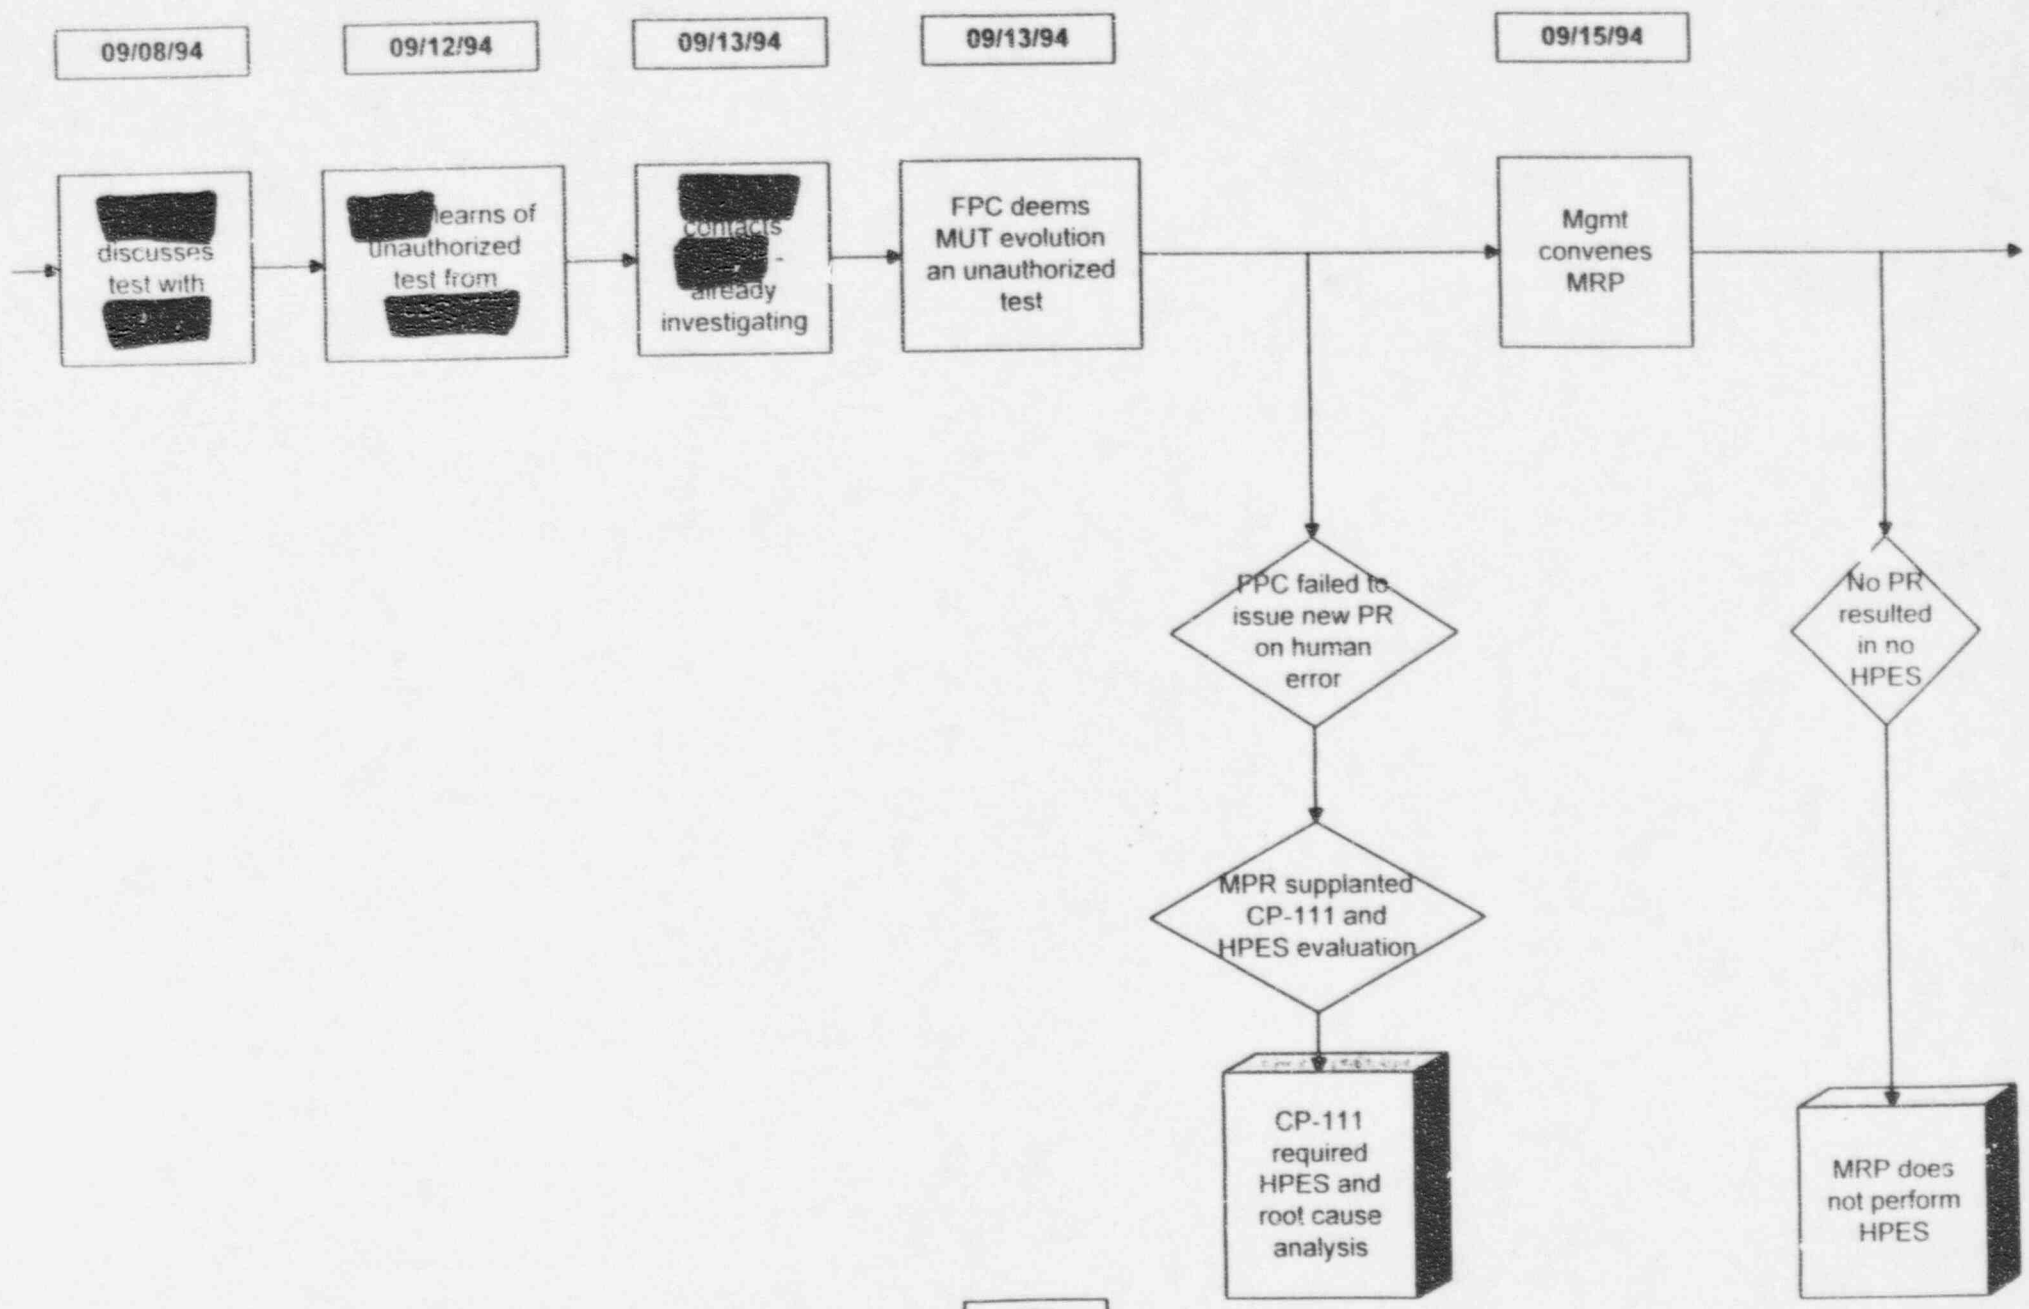 09/08/94
09/12/94
09/13/94
09/13/94
09/15/94
discusses
test with
learns of
unauthorized
test from
contacts
already
investigating
FPC deems
MUT evolution
an unauthorized
test
Mgmt
convenes
MRP
FPC failed to
issue new PR
on human
error
No PR
resulted
in no
HPES
MPR supplanted
CP-111 and
HPES evaluation
CP-111
required
HPES and
root cause
analysis
MRP does
not perform
HPES